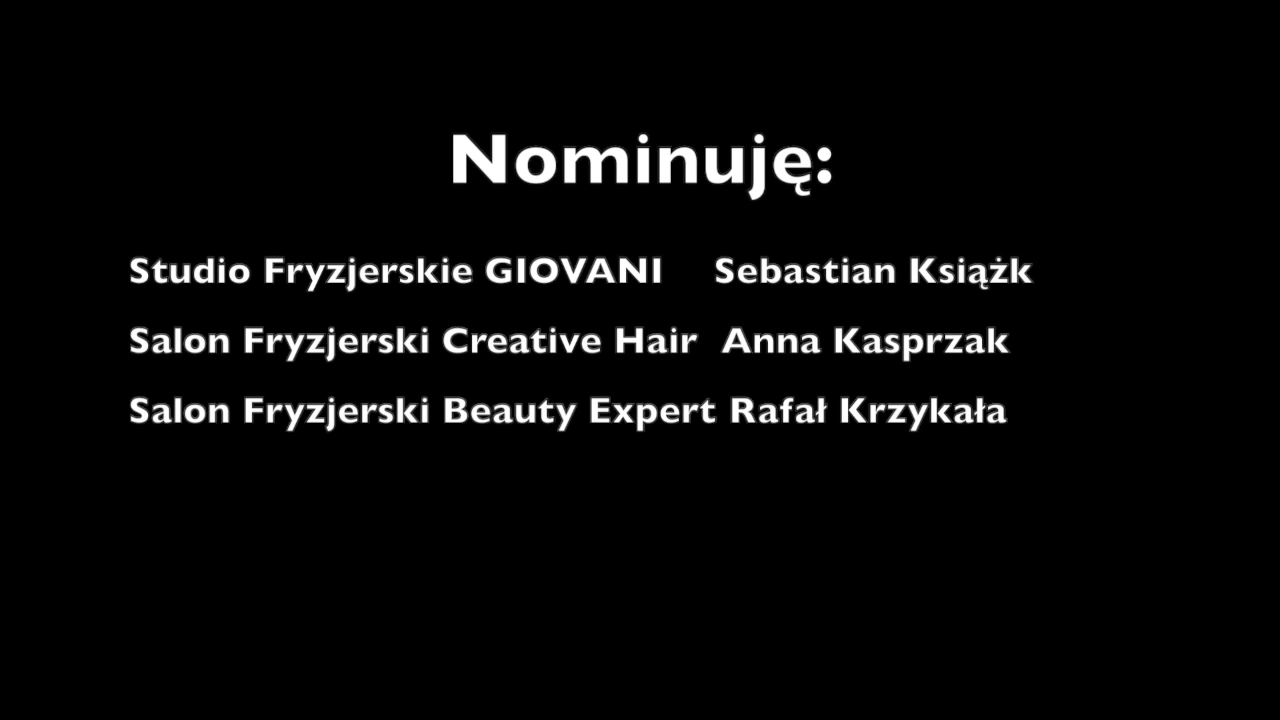 Nominuję:
Studio Fryzjerskie GIOVANI Sebastian Książk
Salon Fryzjerski Creative Hair Anna Kasprzak
Salon Fryzjerski Beauty Expert Rafał Krzykała